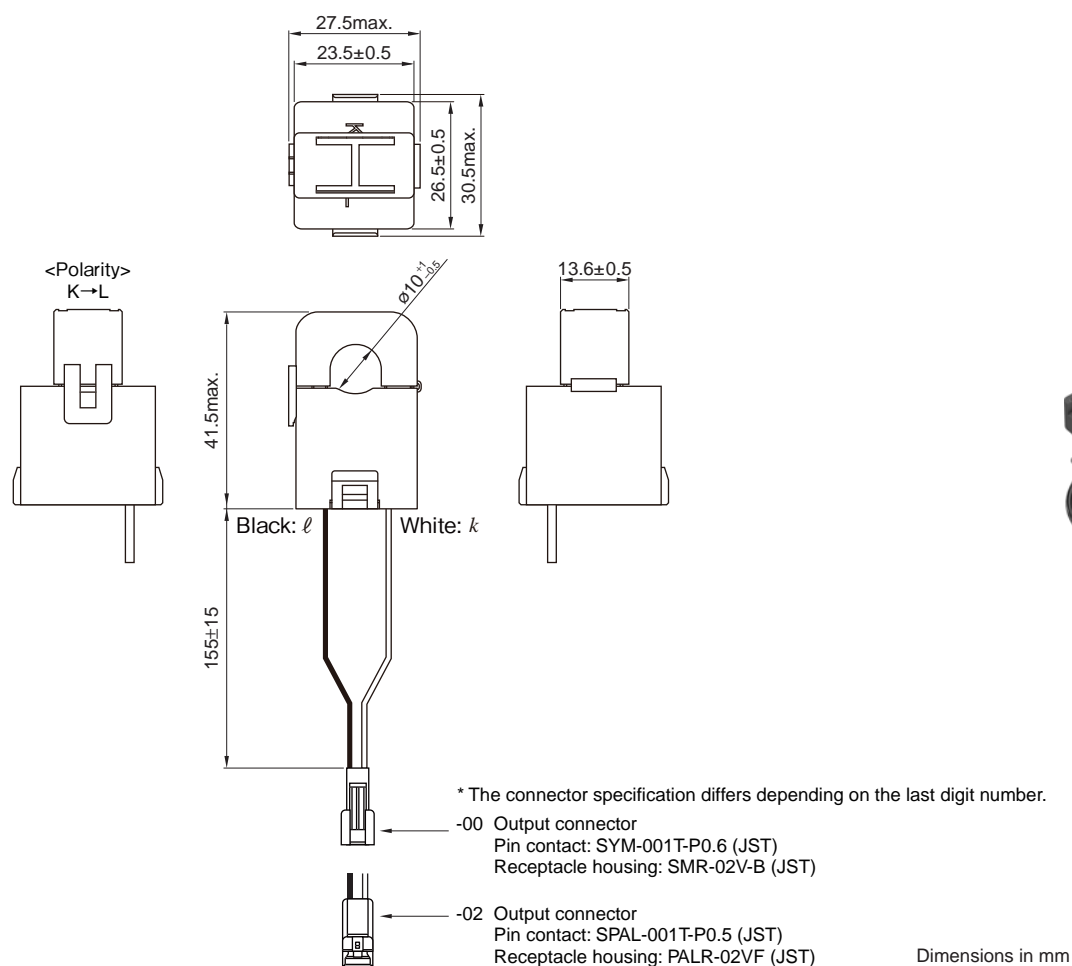 27.5max.
23.5±0.5
26.5±0.5
30.5max.
K
L
<Polarity>
K→L
ø10 +1 −0.5
13.6±0.5
41.5max.
Black: ℓ
White: k
155±15
* The connector specification differs depending on the last digit number.
-00 Output connector
Pin contact: SYM-001T-P0.6 (JST)
Receptacle housing: SMR-02V-B (JST)
-02 Output connector
Pin contact: SPAL-001T-P0.5 (JST)
Receptacle housing: PALR-02VF (JST)
Dimensions in mm